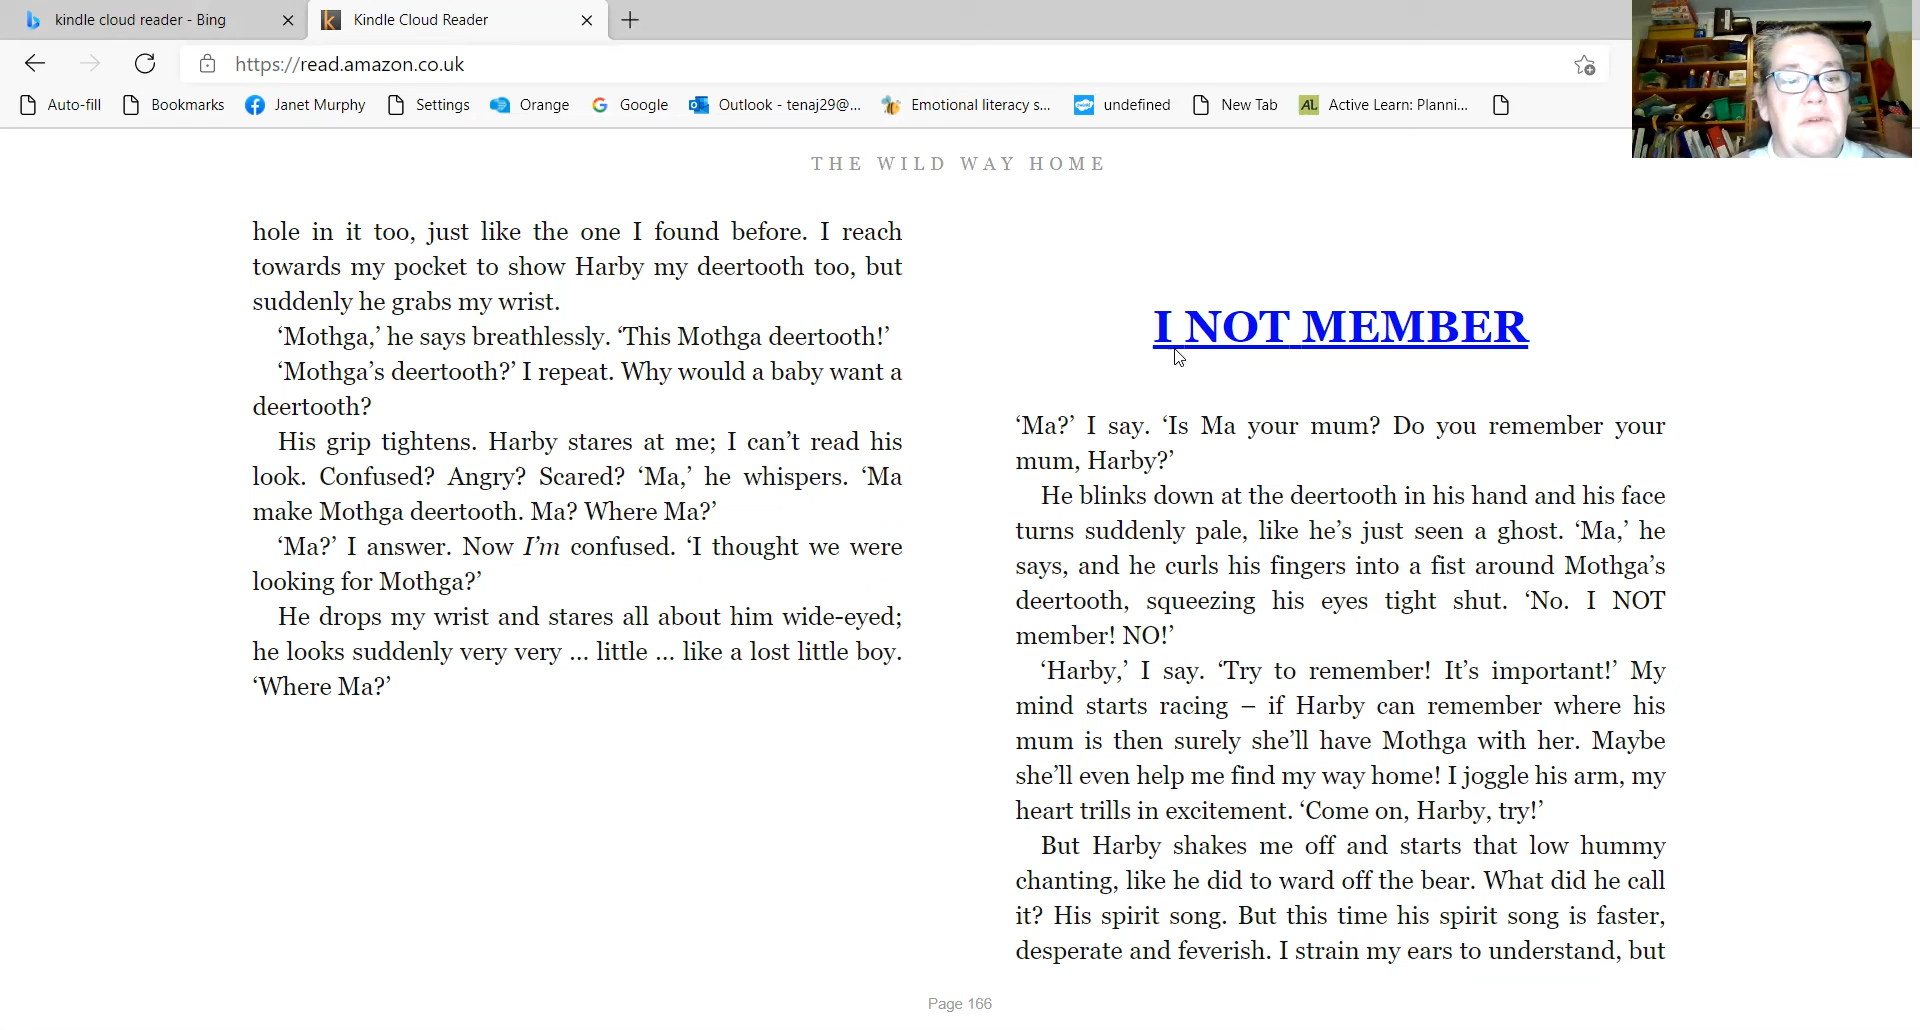 kindle cloud reader - Bing
Kindle Cloud Reader
https://read.amazon.co.uk
Auto-fill
Bookmarks
Janet Murphy
Settings
Orange
Google
Outlook - tenaj29@...
Emotional literacy s...
undefined
New Tab
AL
Active Learn: Planni...
THE WILD WAY HOME
hole in it too, just like the one I found before. I reach
towards my pocket to show Harby my deertooth too, but
suddenly he grabs my wrist.
‘Mothga,’ he says breathlessly. ‘This Mothga deertooth!’
‘Mothga’s deertooth?’ I repeat. Why would a baby want a
deertooth?
His grip tightens. Harby stares at me; I can’t read his
look. Confused? Angry? Scared? ‘Ma,’ he whispers. ‘Ma
make Mothga deertooth. Ma? Where Ma?’
‘Ma?’ I answer. Now I’m confused. ‘I thought we were
looking for Mothga?’
He drops my wrist and stares all about him wide-eyed;
he looks suddenly very very ... little ... like a lost little boy.
‘Where Ma?’
I NOT MEMBER
‘Ma?’ I say. ‘Is Ma your mum? Do you remember your
mum, Harby?’
He blinks down at the deertooth in his hand and his face
turns suddenly pale, like he’s just seen a ghost. ‘Ma,’ he
says, and he curls his fingers into a fist around Mothga’s
deertooth, squeezing his eyes tight shut. ‘No. I NOT
member! NO!’
‘Harby,’ I say. ‘Try to remember! It’s important!’ My
mind starts racing – if Harby can remember where his
mum is then surely she’ll have Mothga with her. Maybe
she’ll even help me find my way home! I joggle his arm, my
heart trills in excitement. ‘Come on, Harby, try!’
But Harby shakes me off and starts that low hummy
chanting, like he did to ward off the bear. What did he call
it? His spirit song. But this time his spirit song is faster,
desperate and feverish. I strain my ears to understand, but
Page 166